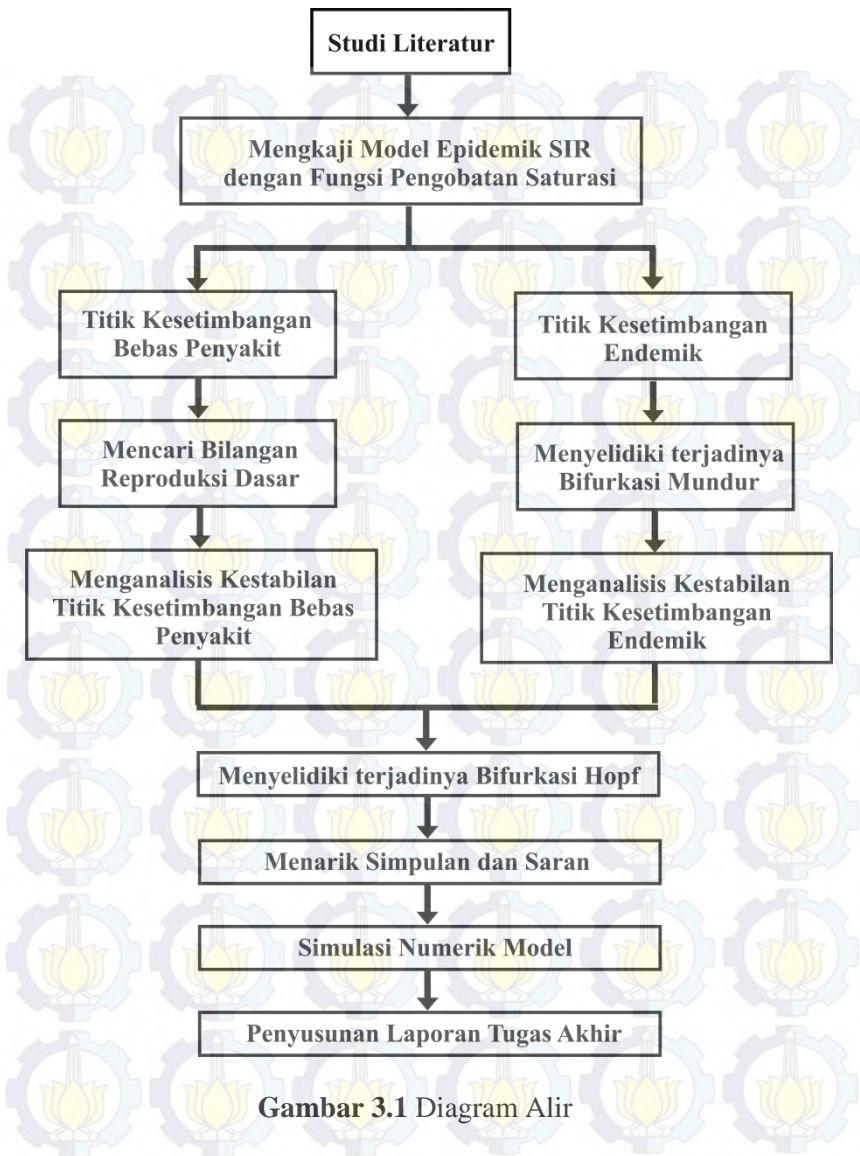 Studi Literatur
Mengkaji Model Epidemik SIR
dengan Fungsi Pengobatan Saturasi
Titik Kesetimbangan
Bebas Penyakit
Titik Kesetimbangan
Endemik
Mencari Bilangan
Reproduksi Dasar
Menyelidiki terjadinya
Bifurkasi Mundur
Menganalisis Kestabilan
Titik Kesetimbangan Bebas
Penyakit
Menganalisis Kestabilan
Titik Kesetimbangan
Endemik
Menyelidiki terjadinya Bifurkasi Hopf
Menarik Simpulan dan Saran
Simulasi Numerik Model
Penyusunan Laporan Tugas Akhir
Gambar 3.1 Diagram Alir